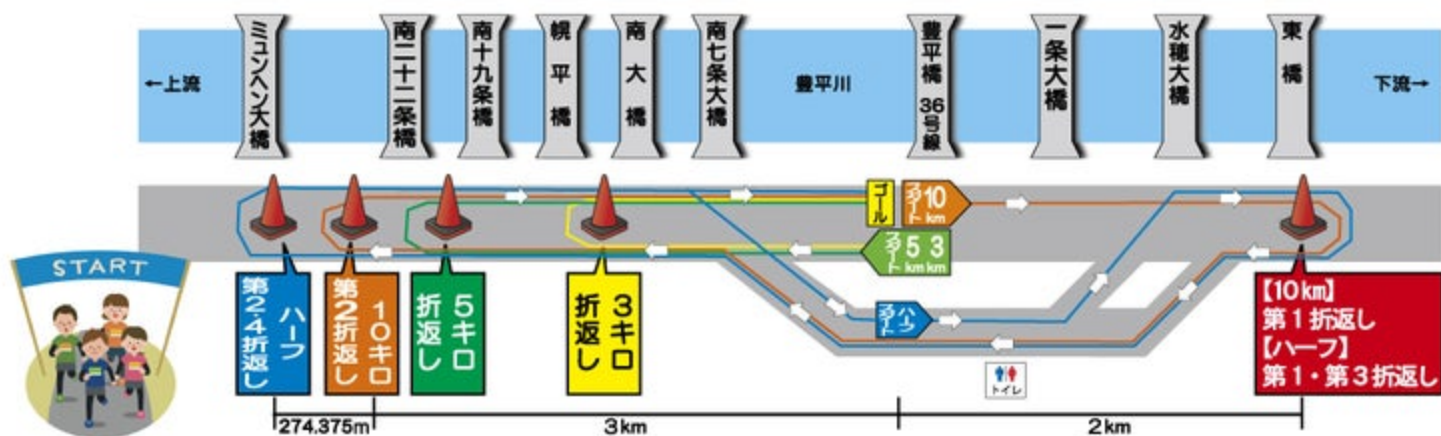 ←上流
ミュンヘン大橋
南二十二条橋
南十九条橋
幌平橋
南大橋
南七条大橋
豊平川
豊平橋 36号線
一条大橋
水穂大橋
東橋
下流→
START
ゴール
スタート 10km
スタート 5km 3km
スタート ハーフ
ハーフ
第2・4折返し
10キロ
第2折返し
5キロ
折返し
3キロ
折返し
【10km】
第1折返し
【ハーフ】
第1・第3折返し
トイレ
274.375m
3km
2km